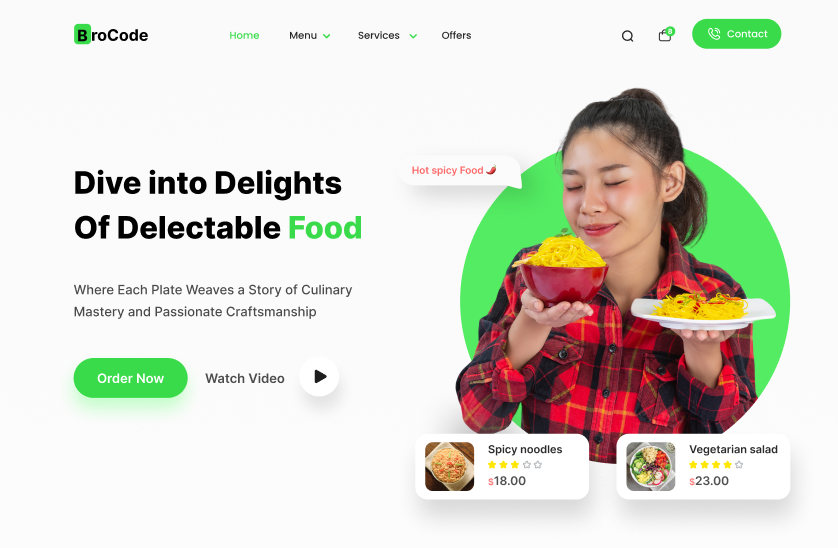 BroCode
Home Menu Services Offers
8
Contact
Hot spicy Food
Dive into Delights
Of Delectable Food
Where Each Plate Weaves a Story of Culinary
Mastery and Passionate Craftsmanship
Order Now
Watch Video
Spicy noodles
$18.00
Vegetarian salad
$23.00